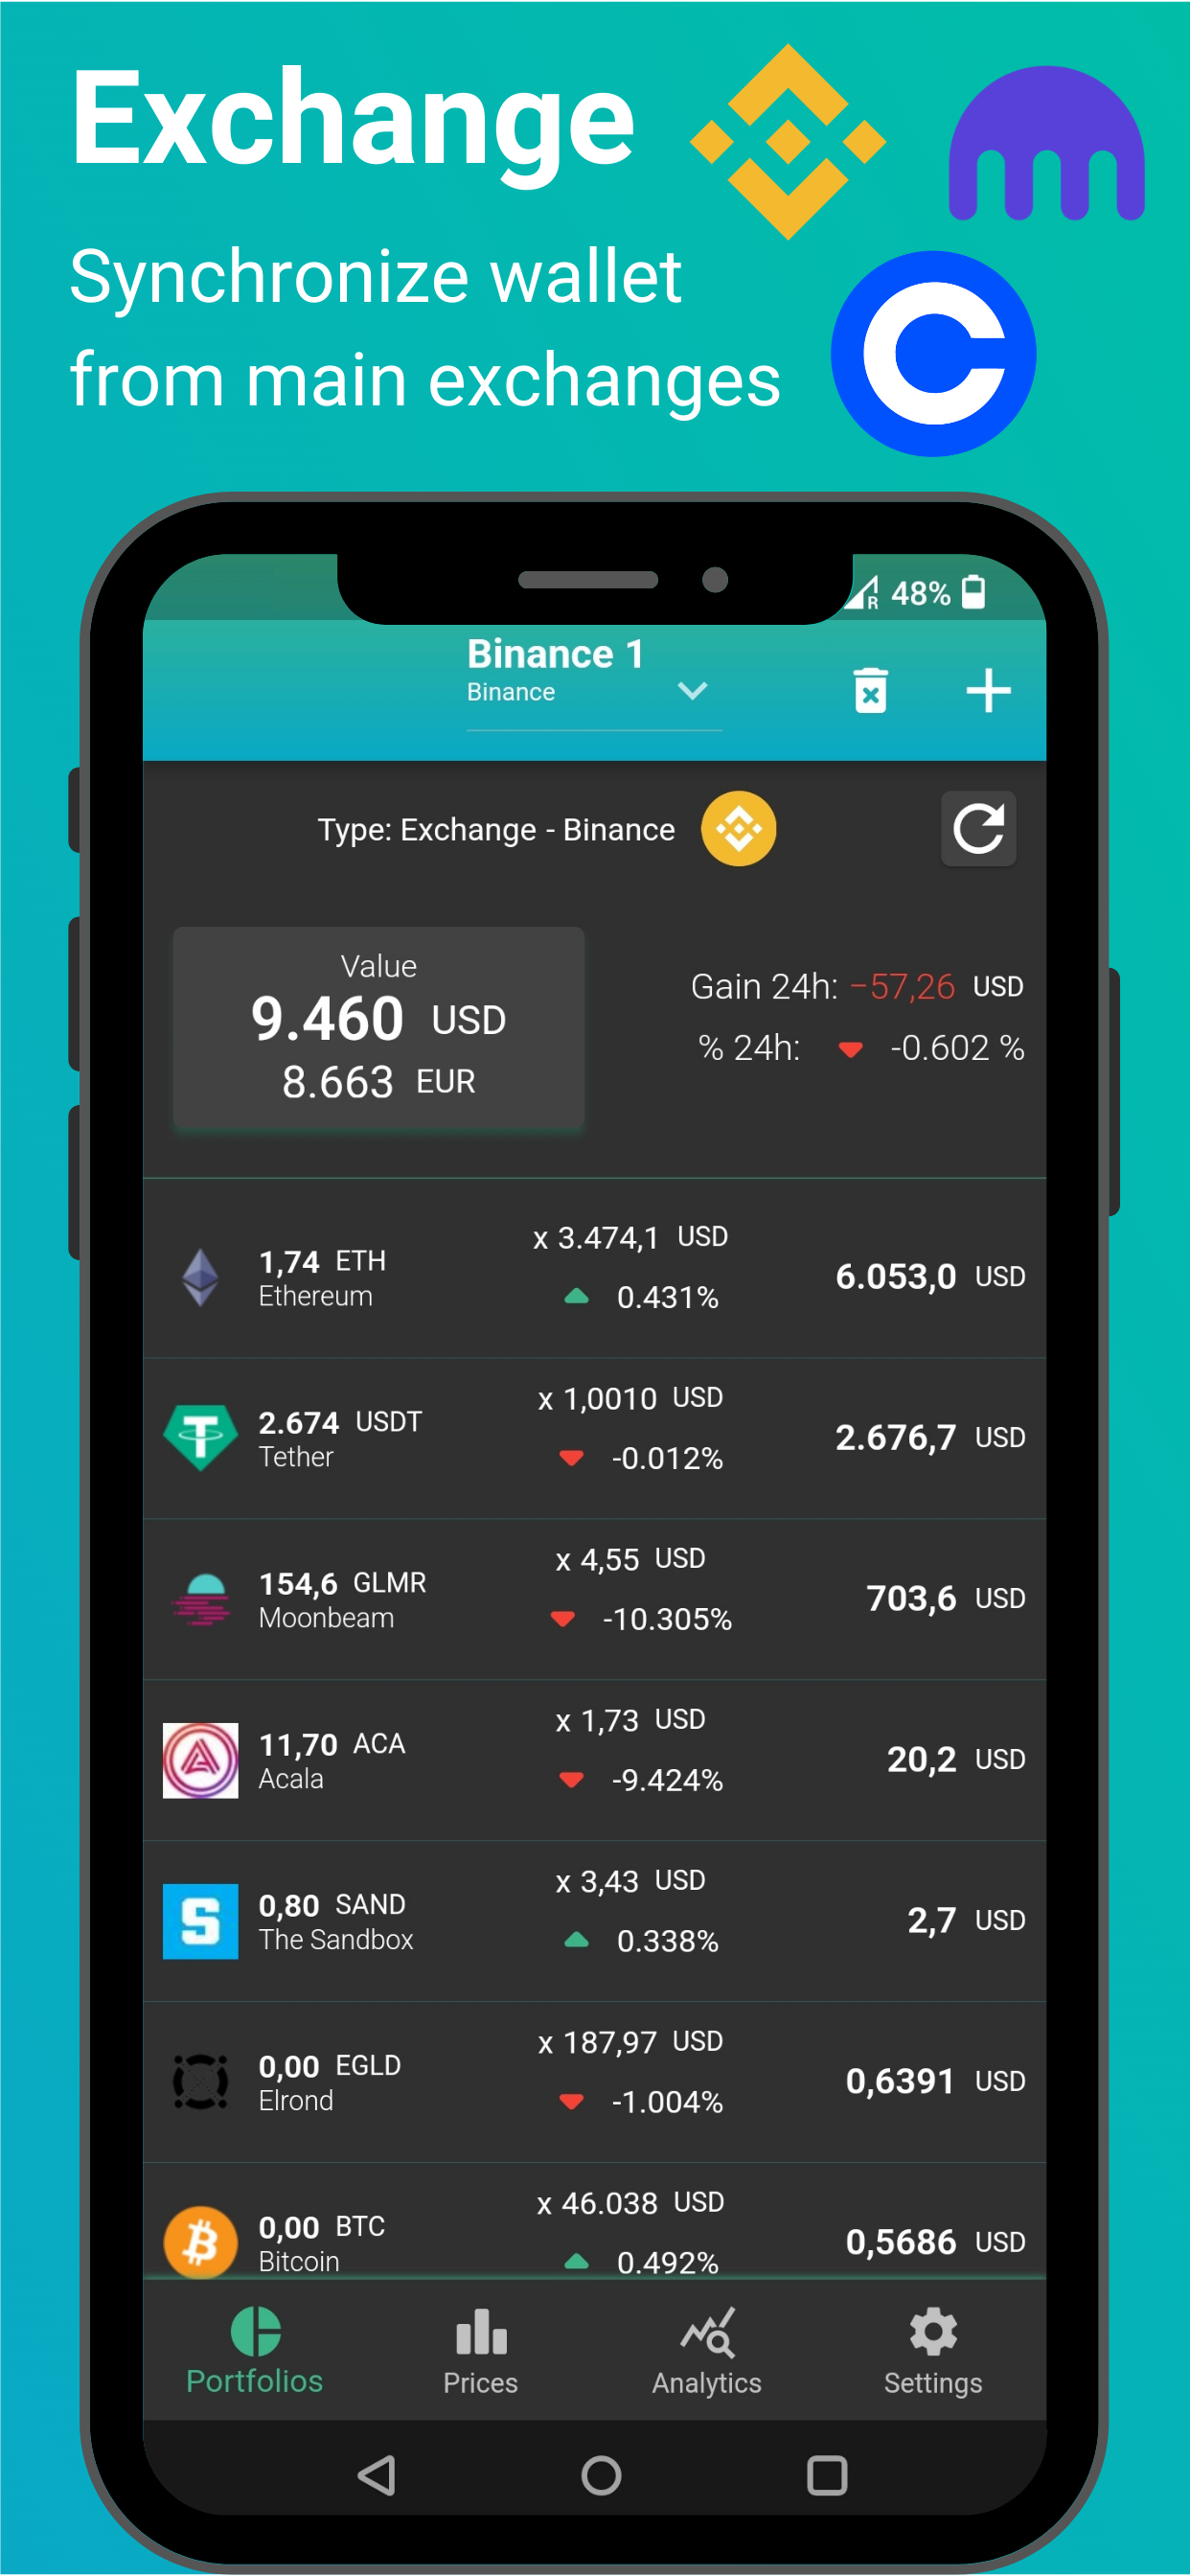 Exchange
Synchronize wallet
from main exchanges
R 48%
Binance 1
Binance
Type: Exchange - Binance
Value
9.460 USD
8.663 EUR
Gain 24h: −57,26 USD
% 24h: -0.602 %
1,74 ETH
Ethereum
x 3.474,1 USD
0.431%
6.053,0 USD
2.674 USDT
Tether
x 1,0010 USD
-0.012%
2.676,7 USD
154,6 GLMR
Moonbeam
x 4,55 USD
-10.305%
703,6 USD
11,70 ACA
Acala
x 1,73 USD
-9.424%
20,2 USD
0,80 SAND
The Sandbox
x 3,43 USD
0.338%
2,7 USD
0,00 EGLD
Elrond
x 187,97 USD
-1.004%
0,6391 USD
0,00 BTC
Bitcoin
x 46.038 USD
0.492%
0,5686 USD
Portfolios
Prices
Analytics
Settings